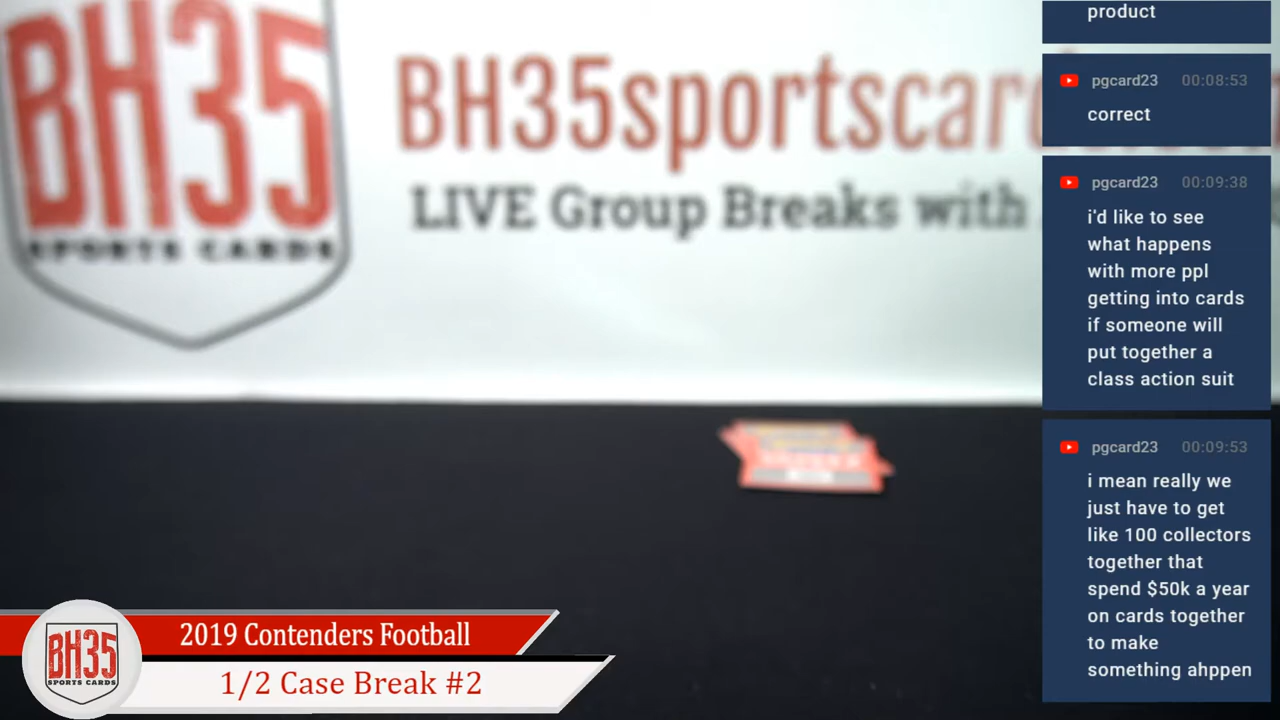 BH35
SPORTS CARDS
BH35sportscar
LIVE Group Breaks with
product
pgcard23 00:08:53
correct
pgcard23 00:09:38
i'd like to see
what happens
with more ppl
getting into cards
if someone will
put together a
class action suit
pgcard23 00:09:53
i mean really we
just have to get
like 100 collectors
together that
spend $50k a year
on cards together
to make
something ahppen
BH35
SPORTS CARDS
2019 Contenders Football
1/2 Case Break #2